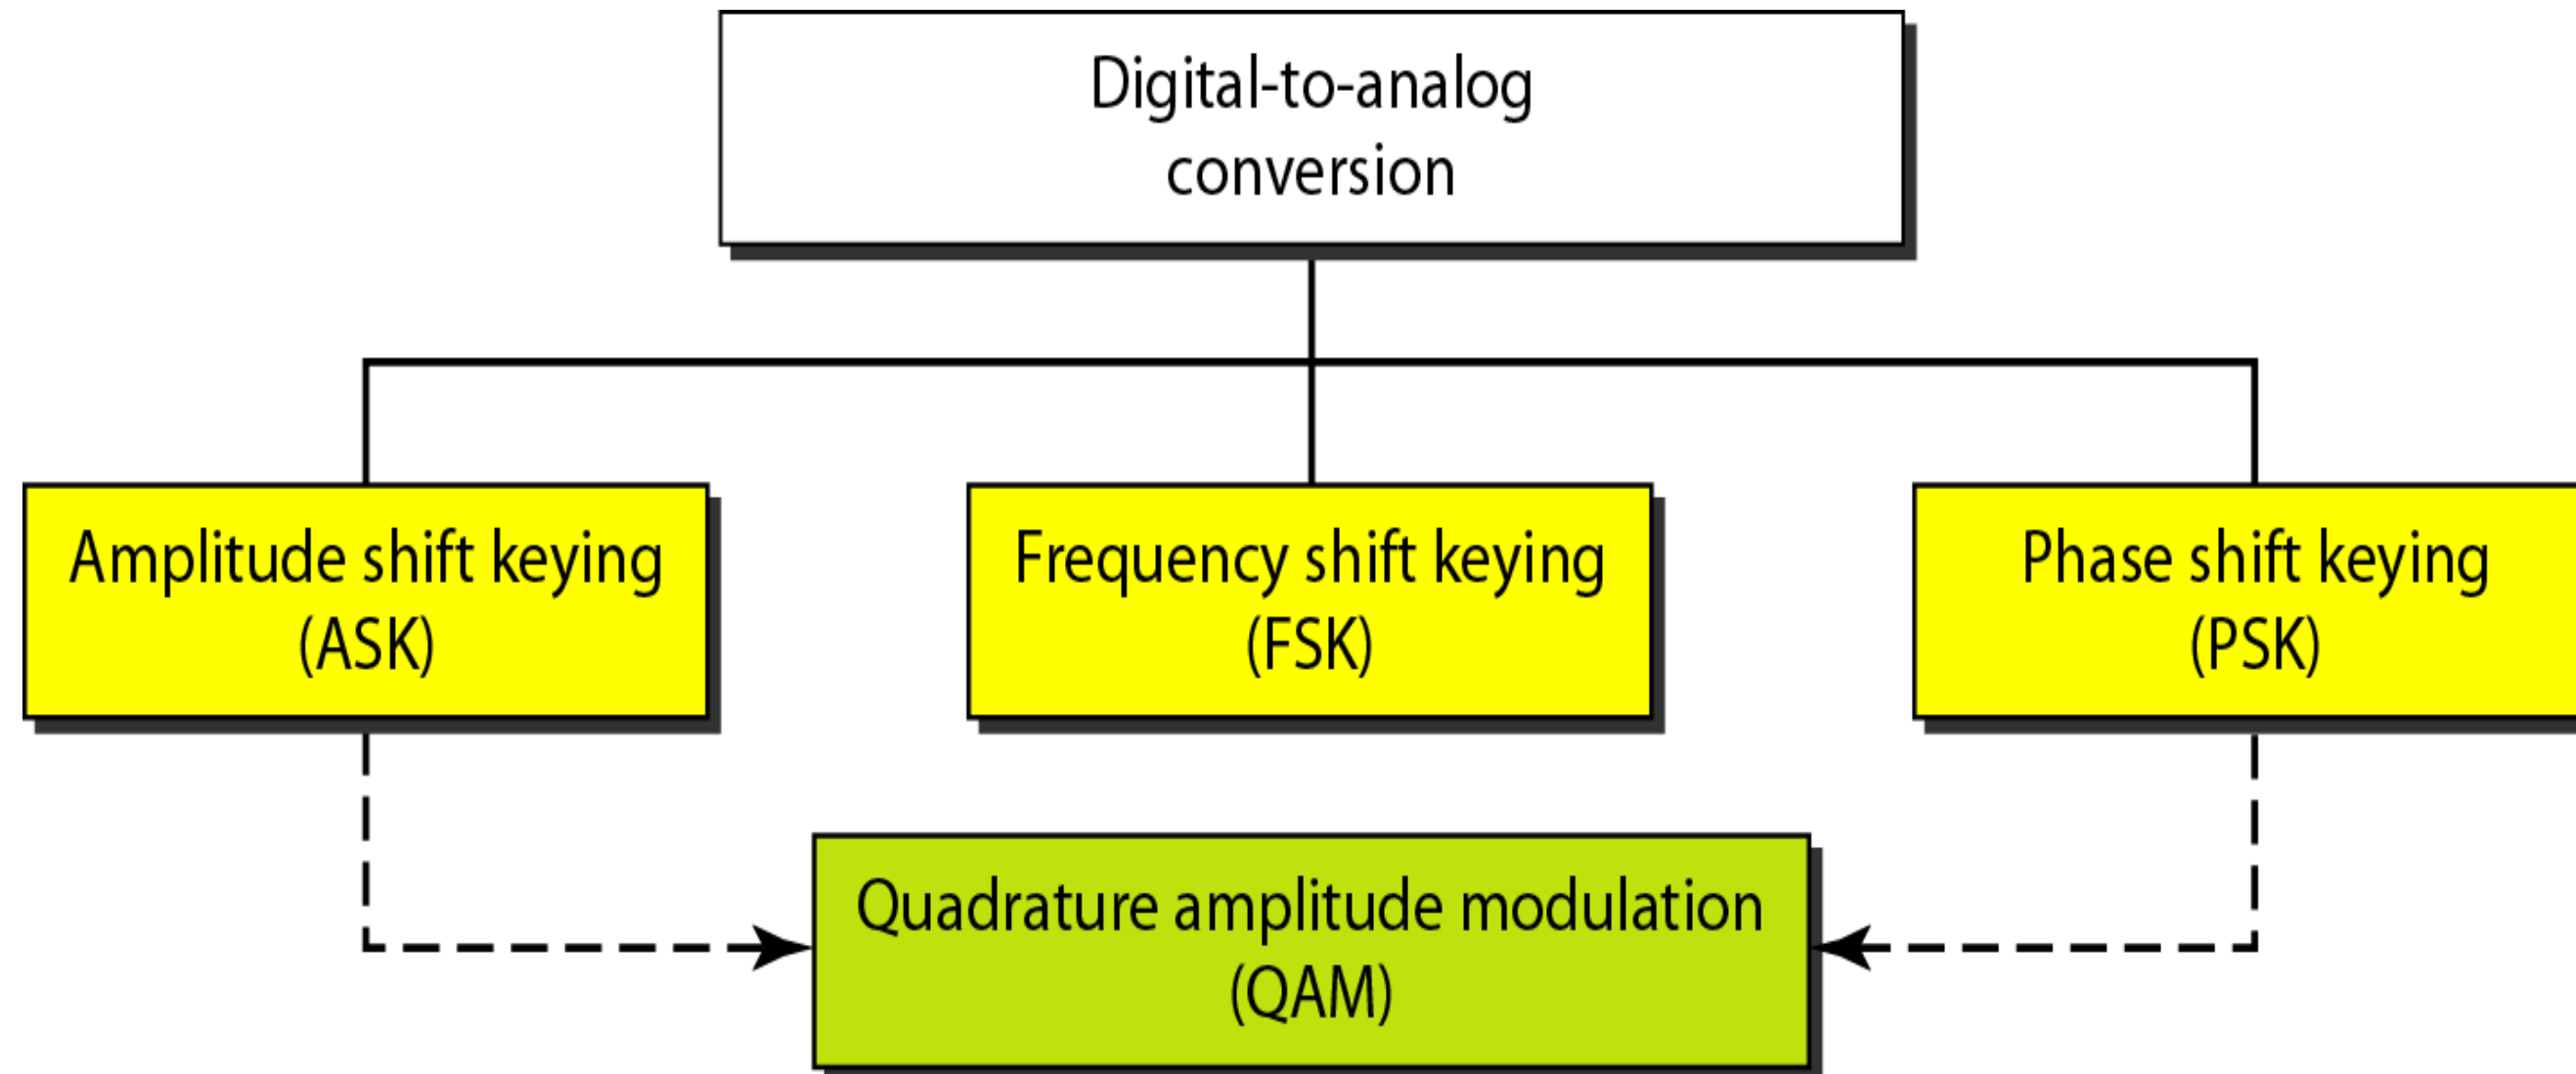 Digital-to-analog
conversion
Amplitude shift keying
(ASK)
Frequency shift keying
(FSK)
Phase shift keying
(PSK)
Quadrature amplitude modulation
(QAM)